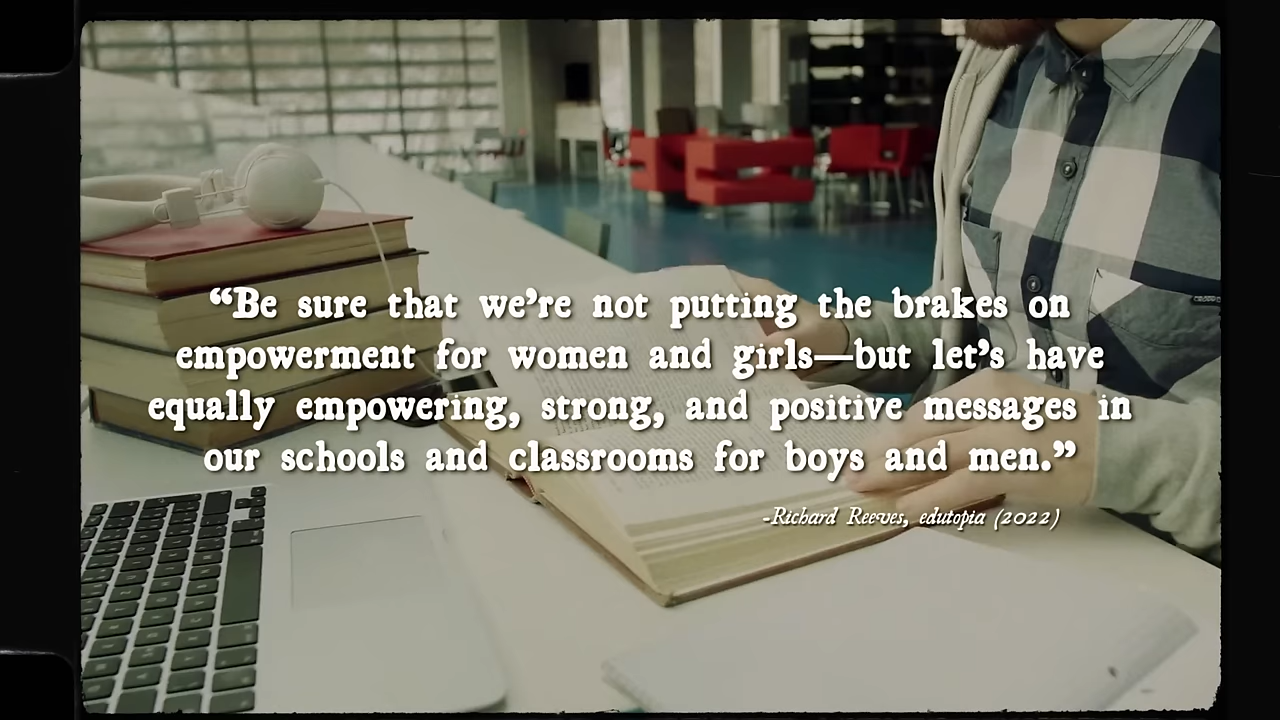 “Be sure that we’re not putting the brakes on
empowerment for women and girls—but let’s have
equally empowering, strong, and positive messages in
our schools and classrooms for boys and men.”
-Richard Reeves, edutopia (2022)